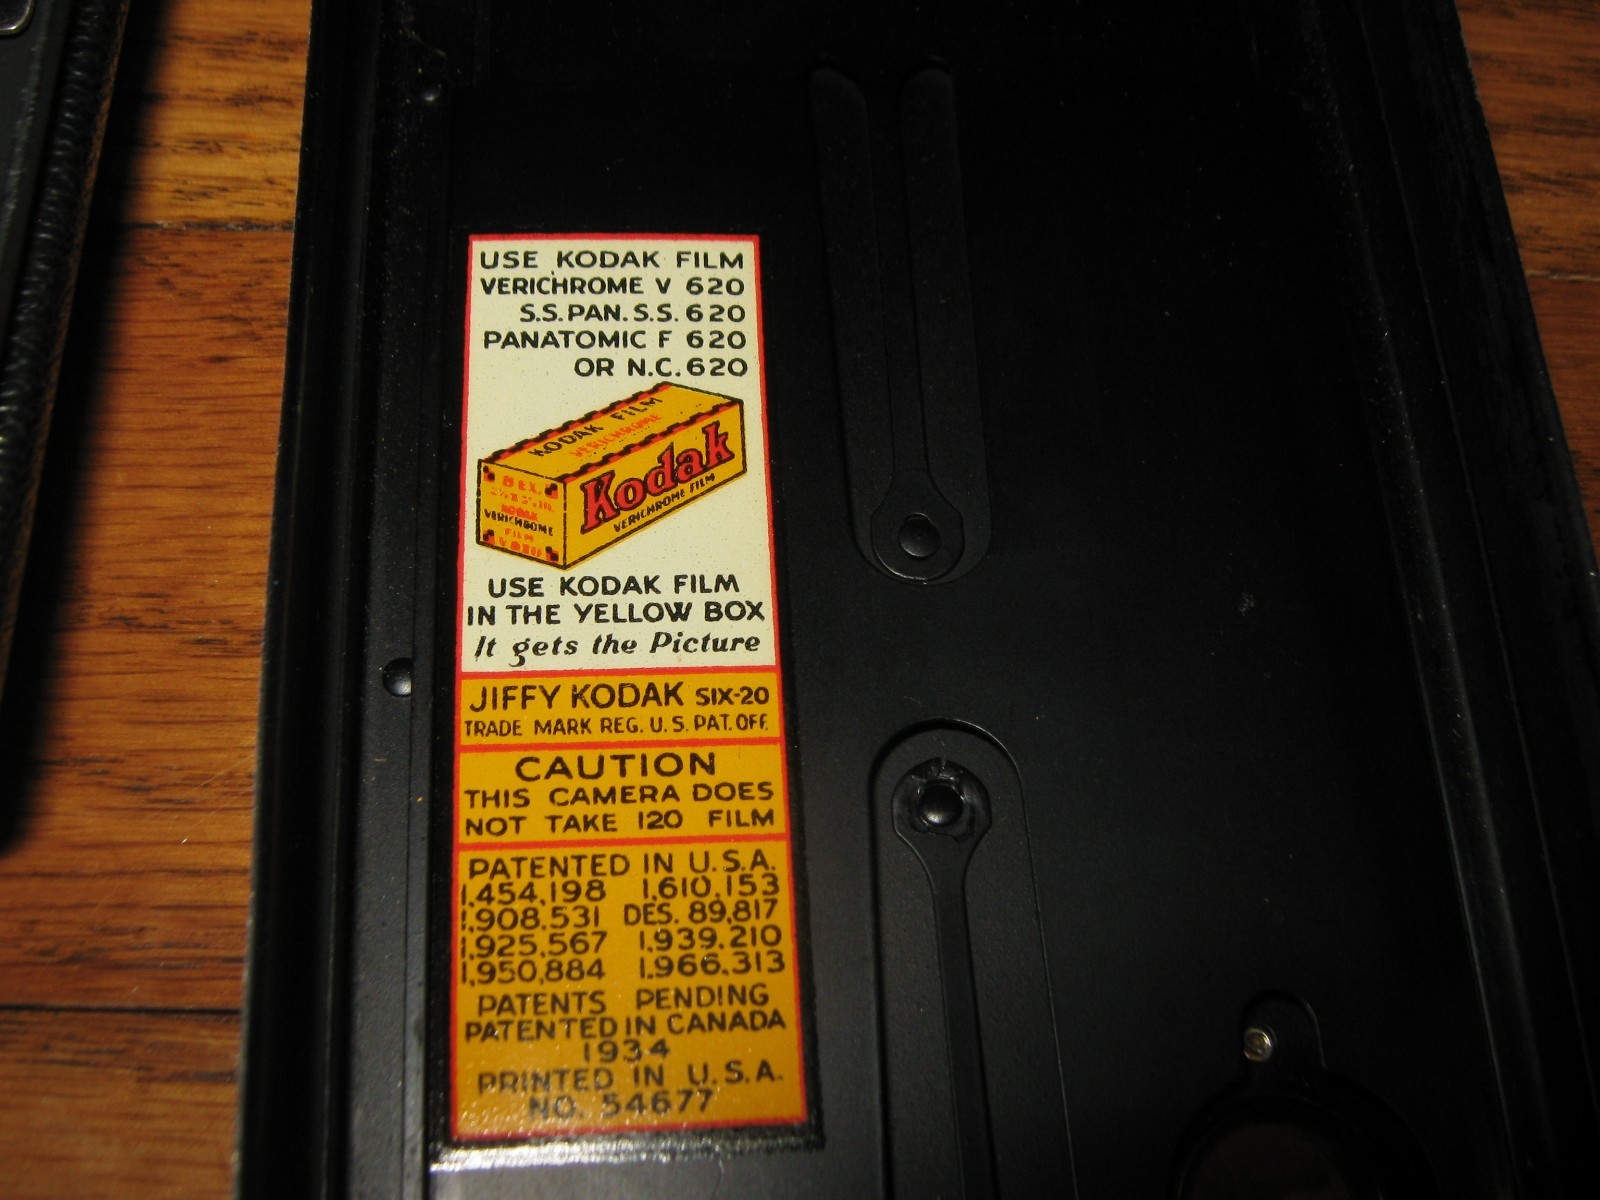 USE KODAK FILM
VERICHROME V 620
S.S. PAN. S.S. 620
PANATOMIC F 620
OR N.C. 620
KODAK FILM
VERICHROME
Kodak
VERICHROME FILM
8 EX.
KODAK
VERICHROME
FILM
USE KODAK FILM
IN THE YELLOW BOX
It gets the Picture
JIFFY KODAK SIX-20
TRADE MARK REG. U.S. PAT. OFF.
CAUTION
THIS CAMERA DOES
NOT TAKE 120 FILM
PATENTED IN U.S.A.
1,454,198 1,610,153
1,908,531 DES. 89,817
1,925,567 1,939,210
1,950,884 1,966,313
PATENTS PENDING
PATENTED IN CANADA
1934
PRINTED IN U.S.A.
NO. 54677